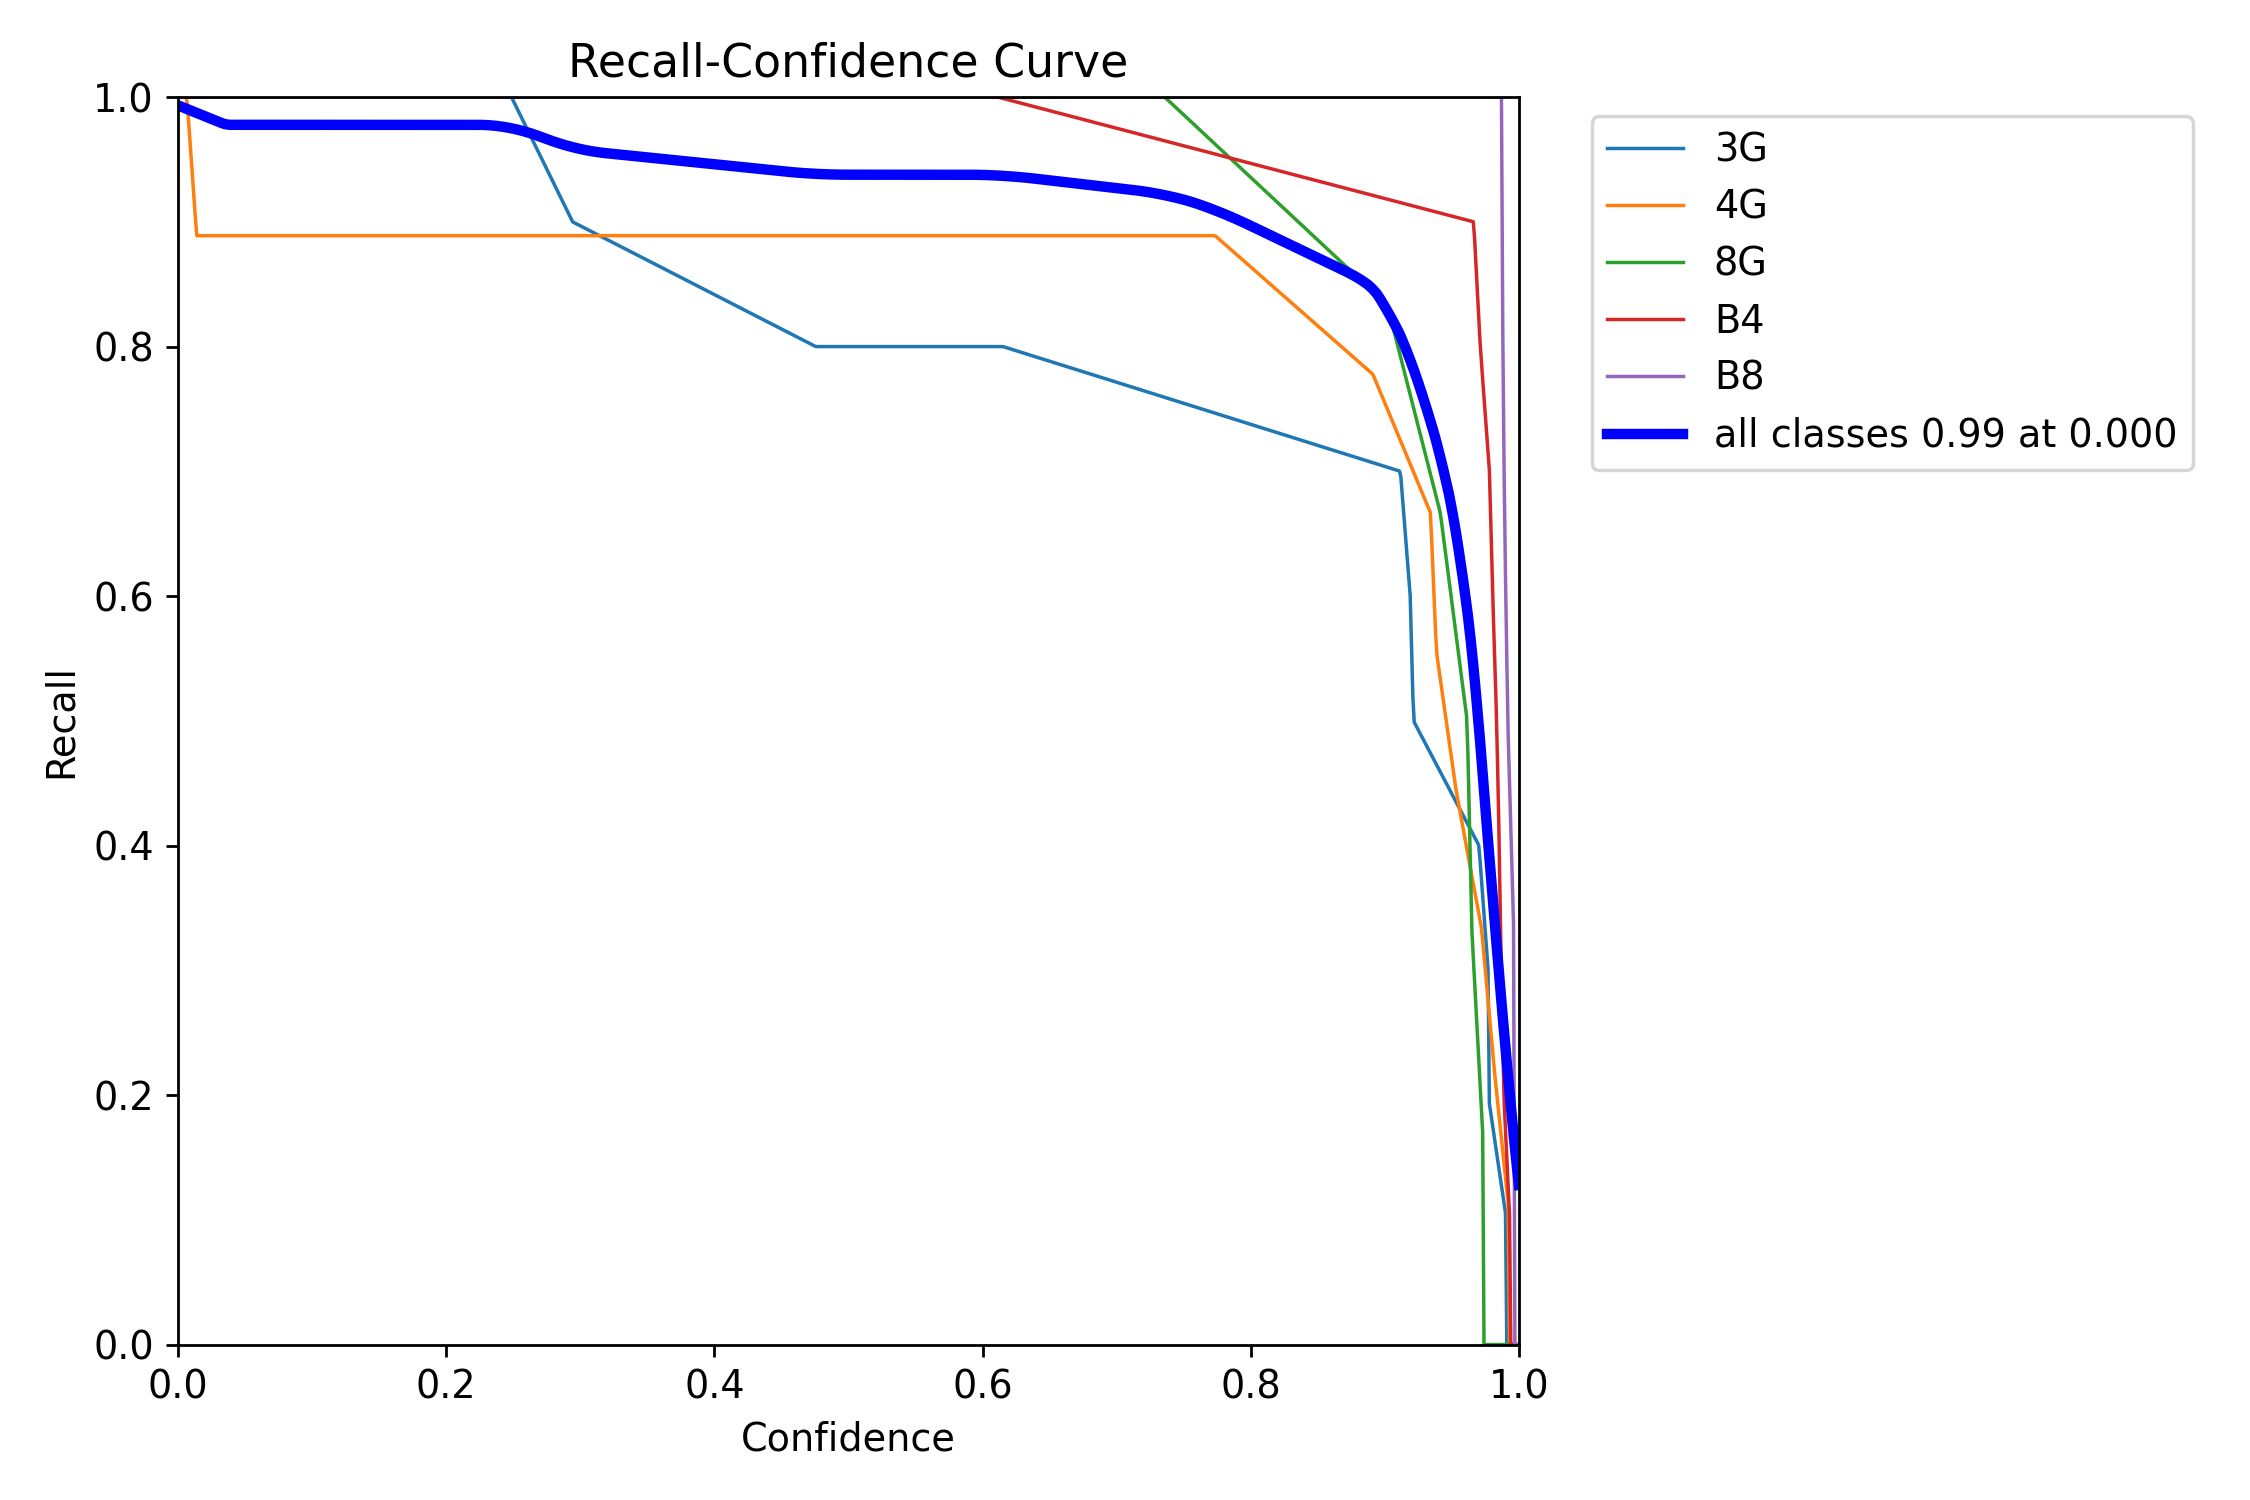 Recall-Confidence Curve
1.0
0.8
0.6
0.4
0.2
0.0
Recall
0.0 0.2 0.4 0.6 0.8 1.0
Confidence
3G
4G
8G
B4
B8
all classes 0.99 at 0.000